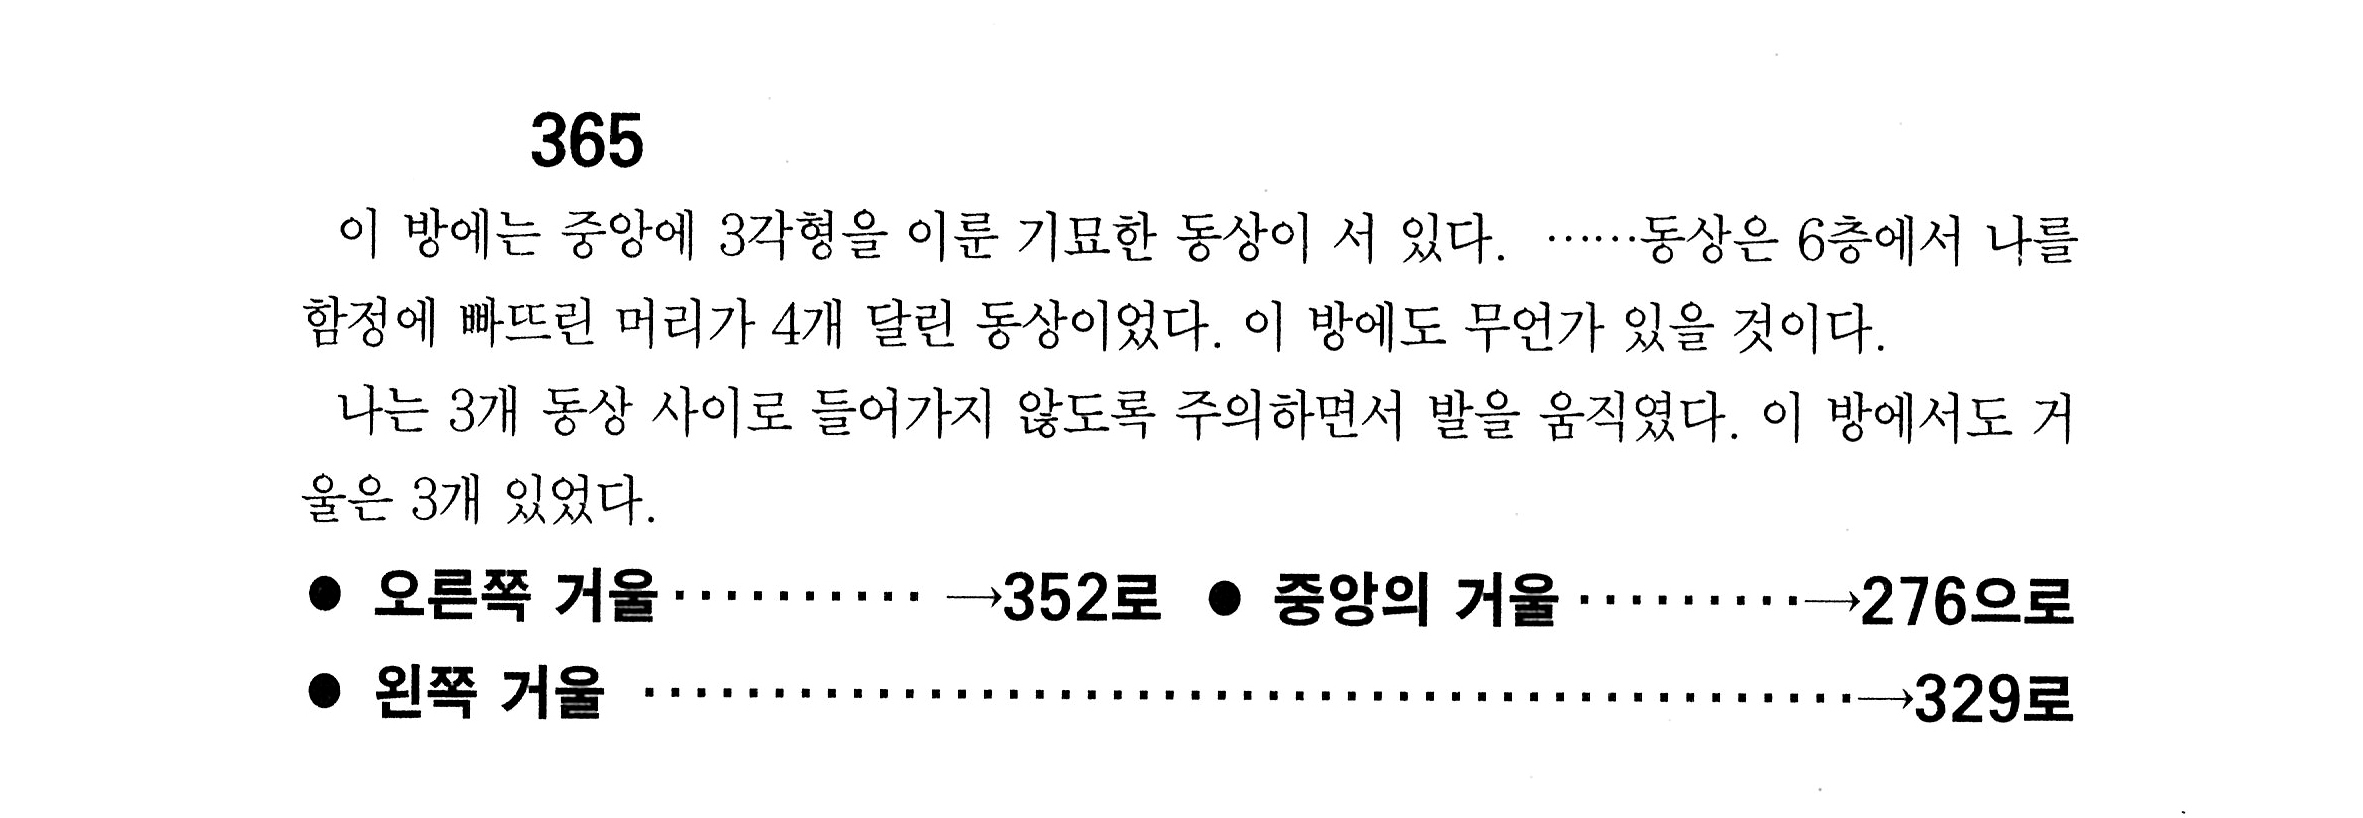 365
이 방에는 중앙에 3각형을 이룬 기묘한 동상이 서 있다. ……동상은 6층에서 나를
함정에 빠뜨린 머리가 4개 달린 동상이었다. 이 방에도 무언가 있을 것이다.
나는 3개 동상 사이로 들어가지 않도록 주의하면서 발을 움직였다. 이 방에서도 거
울은 3개 있었다.
● 오른쪽 거울·········· →352로 ● 중앙의 거울·········→276으로
● 왼쪽 거울 ···············································→329로